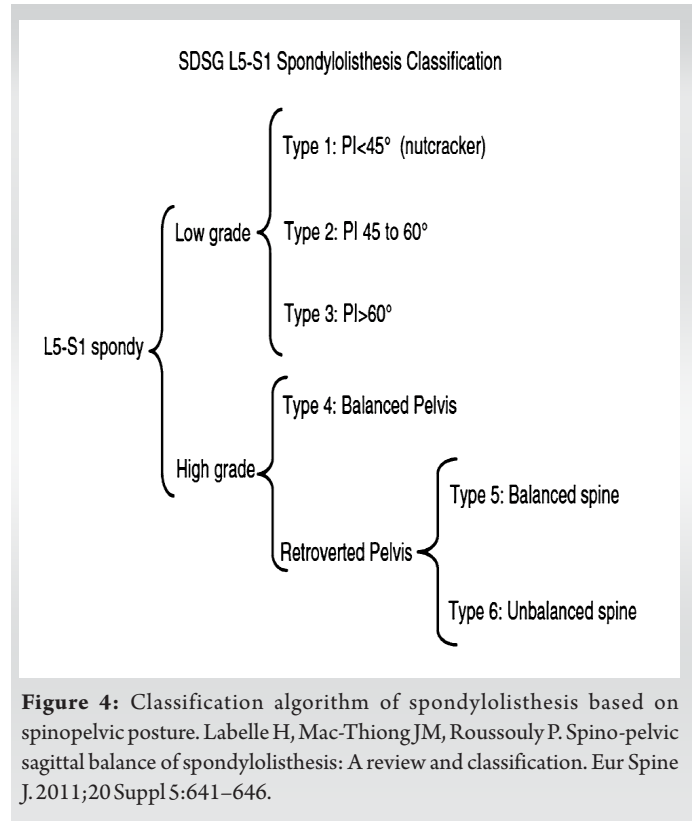 SDSG L5-S1 Spondylolisthesis Classification
Type 1: PI<45° (nutcracker)
Low grade
Type 2: PI 45 to 60°
Type 3: PI>60°
L5-S1 spondy
Type 4: Balanced Pelvis
High grade
Type 5: Balanced spine
Retroverted Pelvis
Type 6: Unbalanced spine
Figure 4: Classification algorithm of spondylolisthesis based on
spinopelvic posture. Labelle H, Mac-Thiong JM, Roussouly P. Spino-pelvic
sagittal balance of spondylolisthesis: A review and classification. Eur Spine
J. 2011;20 Suppl 5:641–646.